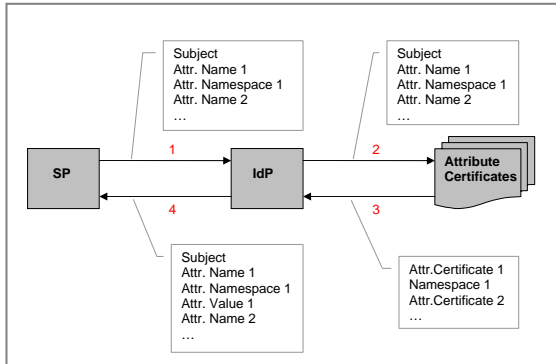 Subject
Attr. Name 1
Attr. Namespace 1
Attr. Name 2
…
Subject
Attr. Name 1
Attr. Namespace 1
Attr. Name 2
…
SP
1
IdP
2
Attribute
Certificates
4
3
Subject
Attr. Name 1
Attr. Namespace 1
Attr. Value 1
Attr. Name 2
…
Attr.Certificate 1
Namespace 1
Attr.Certificate 2
…